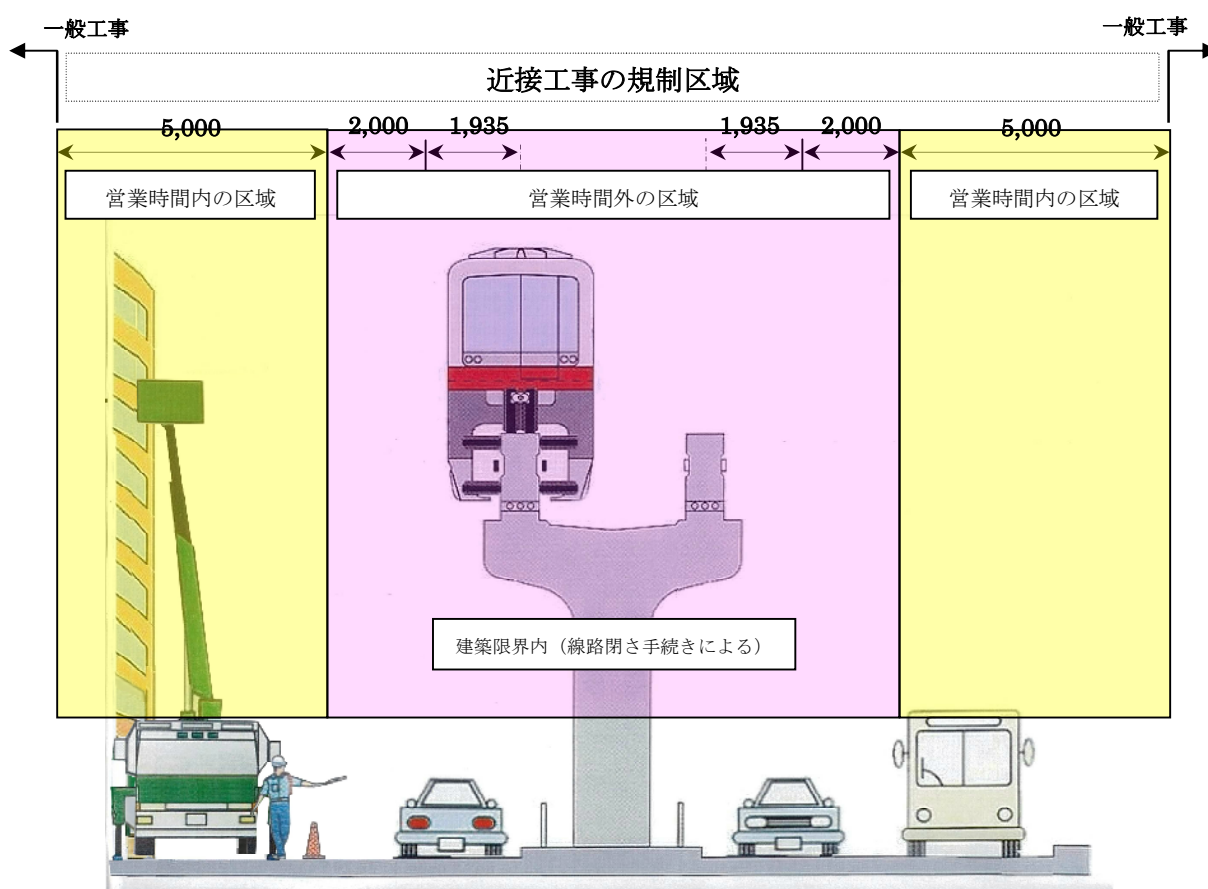 一般工事
一般工事
近接工事の規制区域
5,000
2,000
1,935
1,935
2,000
5,000
営業時間内の区域
営業時間外の区域
営業時間内の区域
建築限界内（線路閉さ手続きによる）